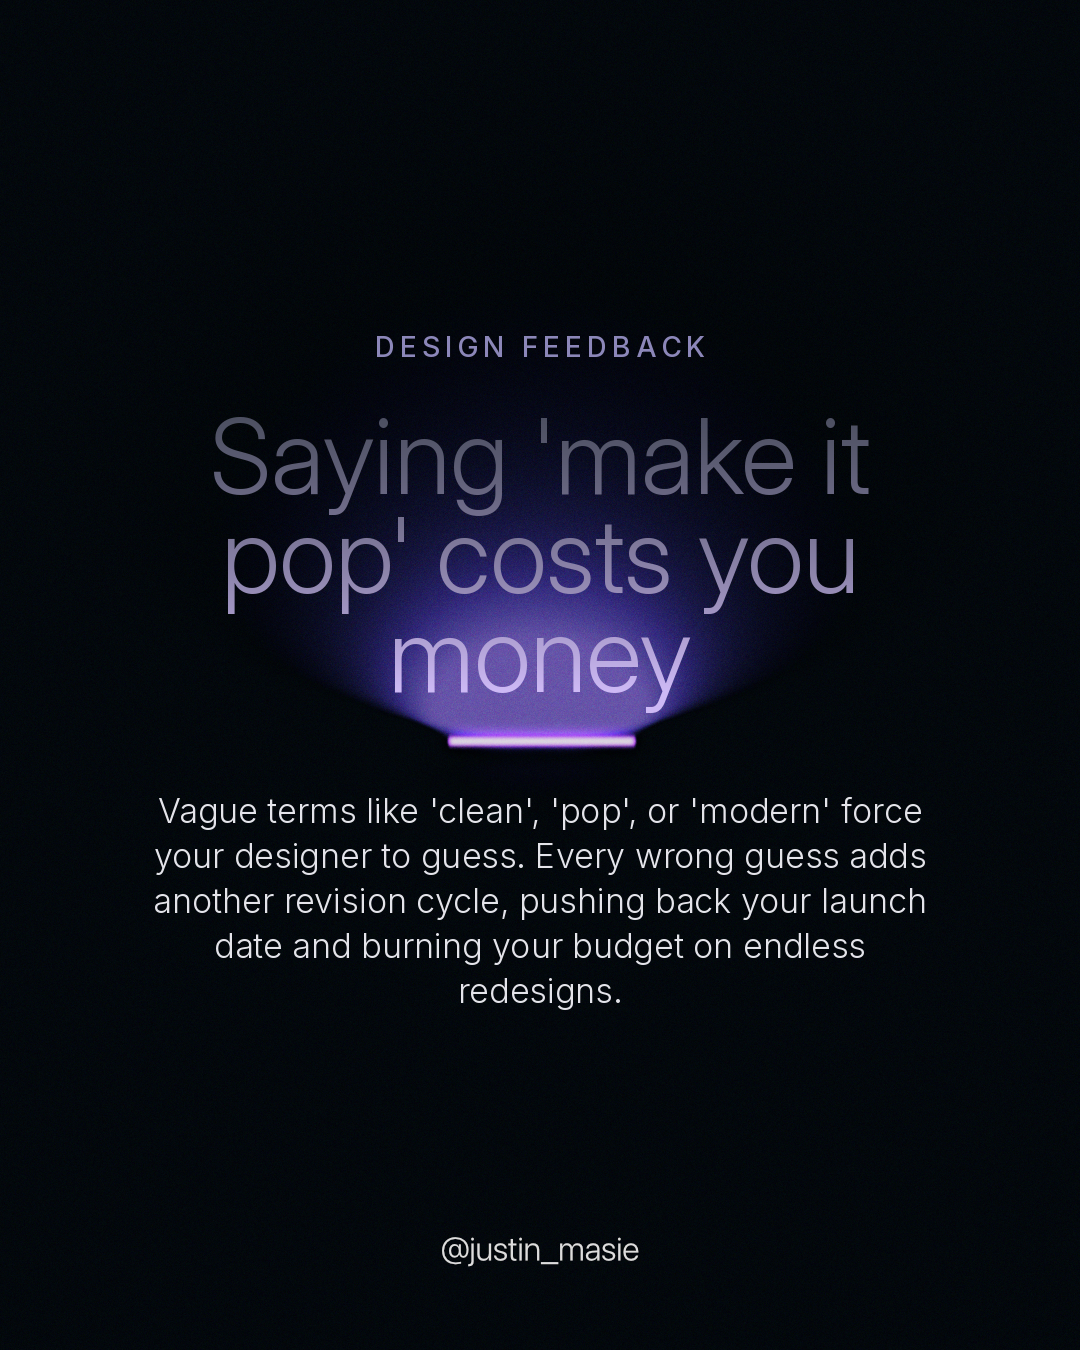 DESIGN FEEDBACK
Saying 'make it
pop' costs you
money
Vague terms like 'clean', 'pop', or 'modern' force
your designer to guess. Every wrong guess adds
another revision cycle, pushing back your launch
date and burning your budget on endless
redesigns.
@justin_masie